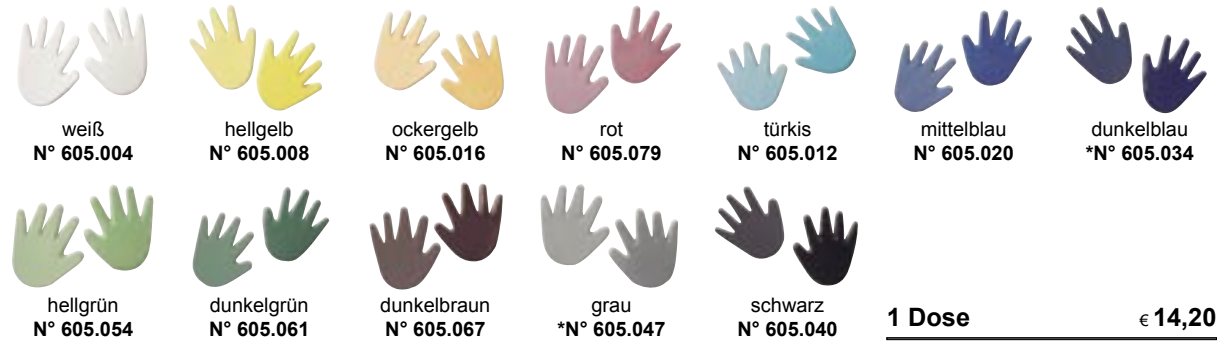 weiß
N° 605.004
hellgelb
N° 605.008
ockergelb
N° 605.016
rot
N° 605.079
türkis
N° 605.012
mittelblau
N° 605.020
dunkelblau
*N° 605.034
hellgrün
N° 605.054
dunkelgrün
N° 605.061
dunkelbraun
N° 605.067
grau
*N° 605.047
schwarz
N° 605.040
1 Dose € 14,20